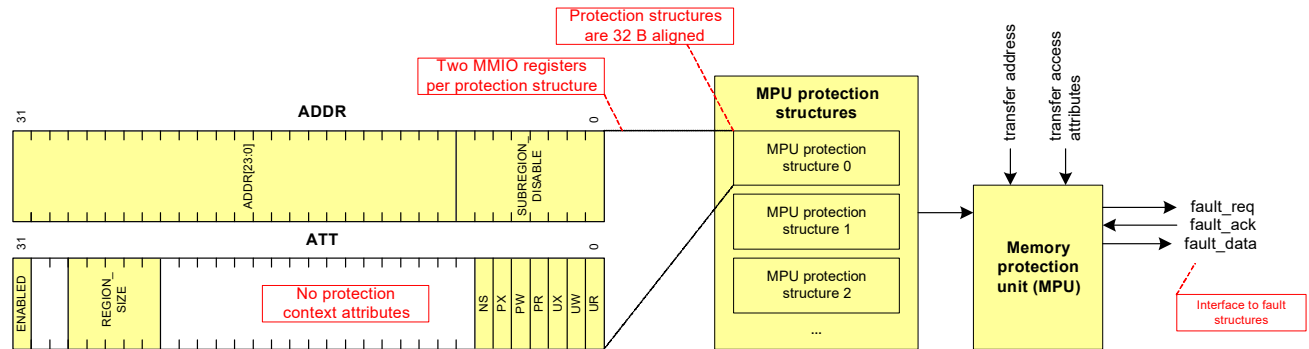 Protection structures
are 32 B aligned
Two MMIO registers
per protection structure
ADDR
31
0
ADDR[23:0]
SUBREGION_
DISABLE
ATT
31
0
ENABLED
REGION_
SIZE
No protection
context attributes
NS
PX
PW
PR
UX
UW
UR
MPU protection
structures
MPU protection
structure 0
MPU protection
structure 1
MPU protection
structure 2
...
transfer address
transfer access
attributes
Memory
protection
unit (MPU)
fault_req
fault_ack
fault_data
Interface to fault
structures